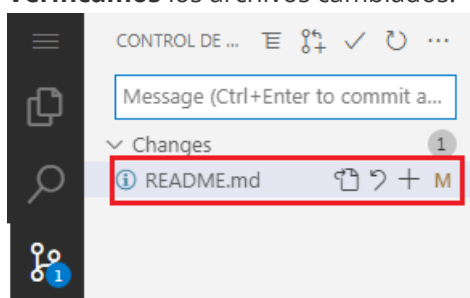 Verificamos los archivos cambiados.
CONTROL DE ...
Message (Ctrl+Enter to commit a...
Changes 1
README.md M
1